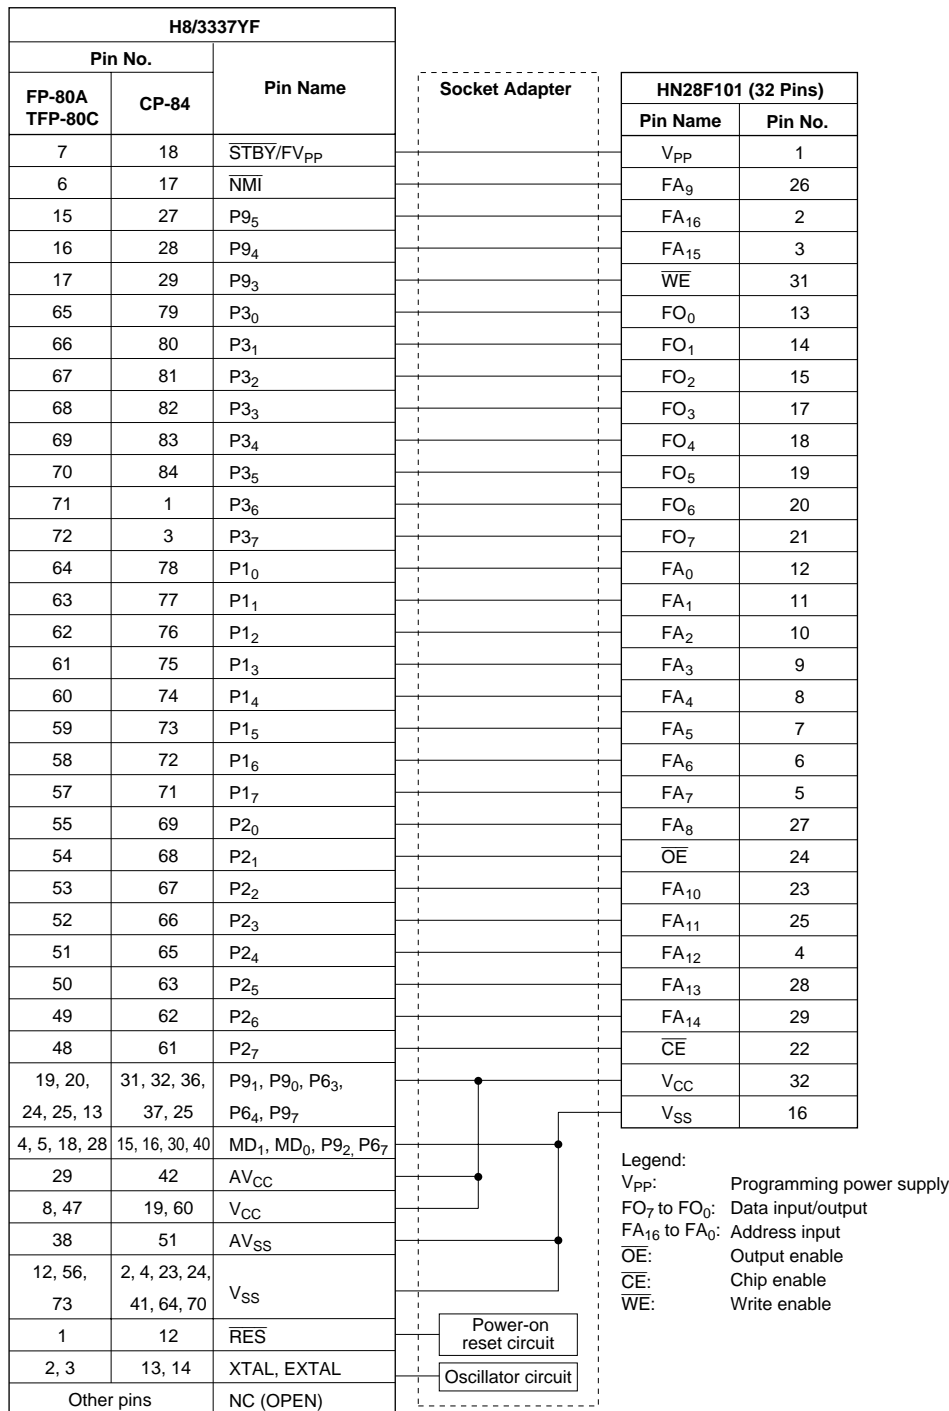 H8/3337YF
Pin No.
Pin Name
FP-80A
TFP-80C
CP-84
Socket Adapter
HN28F101 (32 Pins)
Pin Name Pin No.
7 18 STBY/FVPP VPP 1
6 17 NMI FA9 26
15 27 P95 FA16 2
16 28 P94 FA15 3
17 29 P93 WE 31
65 79 P30 FO0 13
66 80 P31 FO1 14
67 81 P32 FO2 15
68 82 P33 FO3 17
69 83 P34 FO4 18
70 84 P35 FO5 19
71 1 P36 FO6 20
72 3 P37 FO7 21
64 78 P10 FA0 12
63 77 P11 FA1 11
62 76 P12 FA2 10
61 75 P13 FA3 9
60 74 P14 FA4 8
59 73 P15 FA5 7
58 72 P16 FA6 6
57 71 P17 FA7 5
55 69 P20 FA8 27
54 68 P21 OE 24
53 67 P22 FA10 23
52 66 P23 FA11 25
51 65 P24 FA12 4
50 63 P25 FA13 28
49 62 P26 FA14 29
48 61 P27 CE 22
19, 20, 31, 32, 36, P91, P90, P63, VCC 32
24, 25, 13 37, 25 P64, P97 VSS 16
4, 5, 18, 28 15, 16, 30, 40 MD1, MD0, P92, P67
29 42 AVCC
8, 47 19, 60 VCC
38 51 AVSS
12, 56, 2, 4, 23, 24,
73 41, 64, 70 VSS
1 12 RES
Power-on
reset circuit
2, 3 13, 14 XTAL, EXTAL
Oscillator circuit
Other pins NC (OPEN)
Legend:
VPP: Programming power supply
FO7 to FO0: Data input/output
FA16 to FA0: Address input
OE: Output enable
CE: Chip enable
WE: Write enable